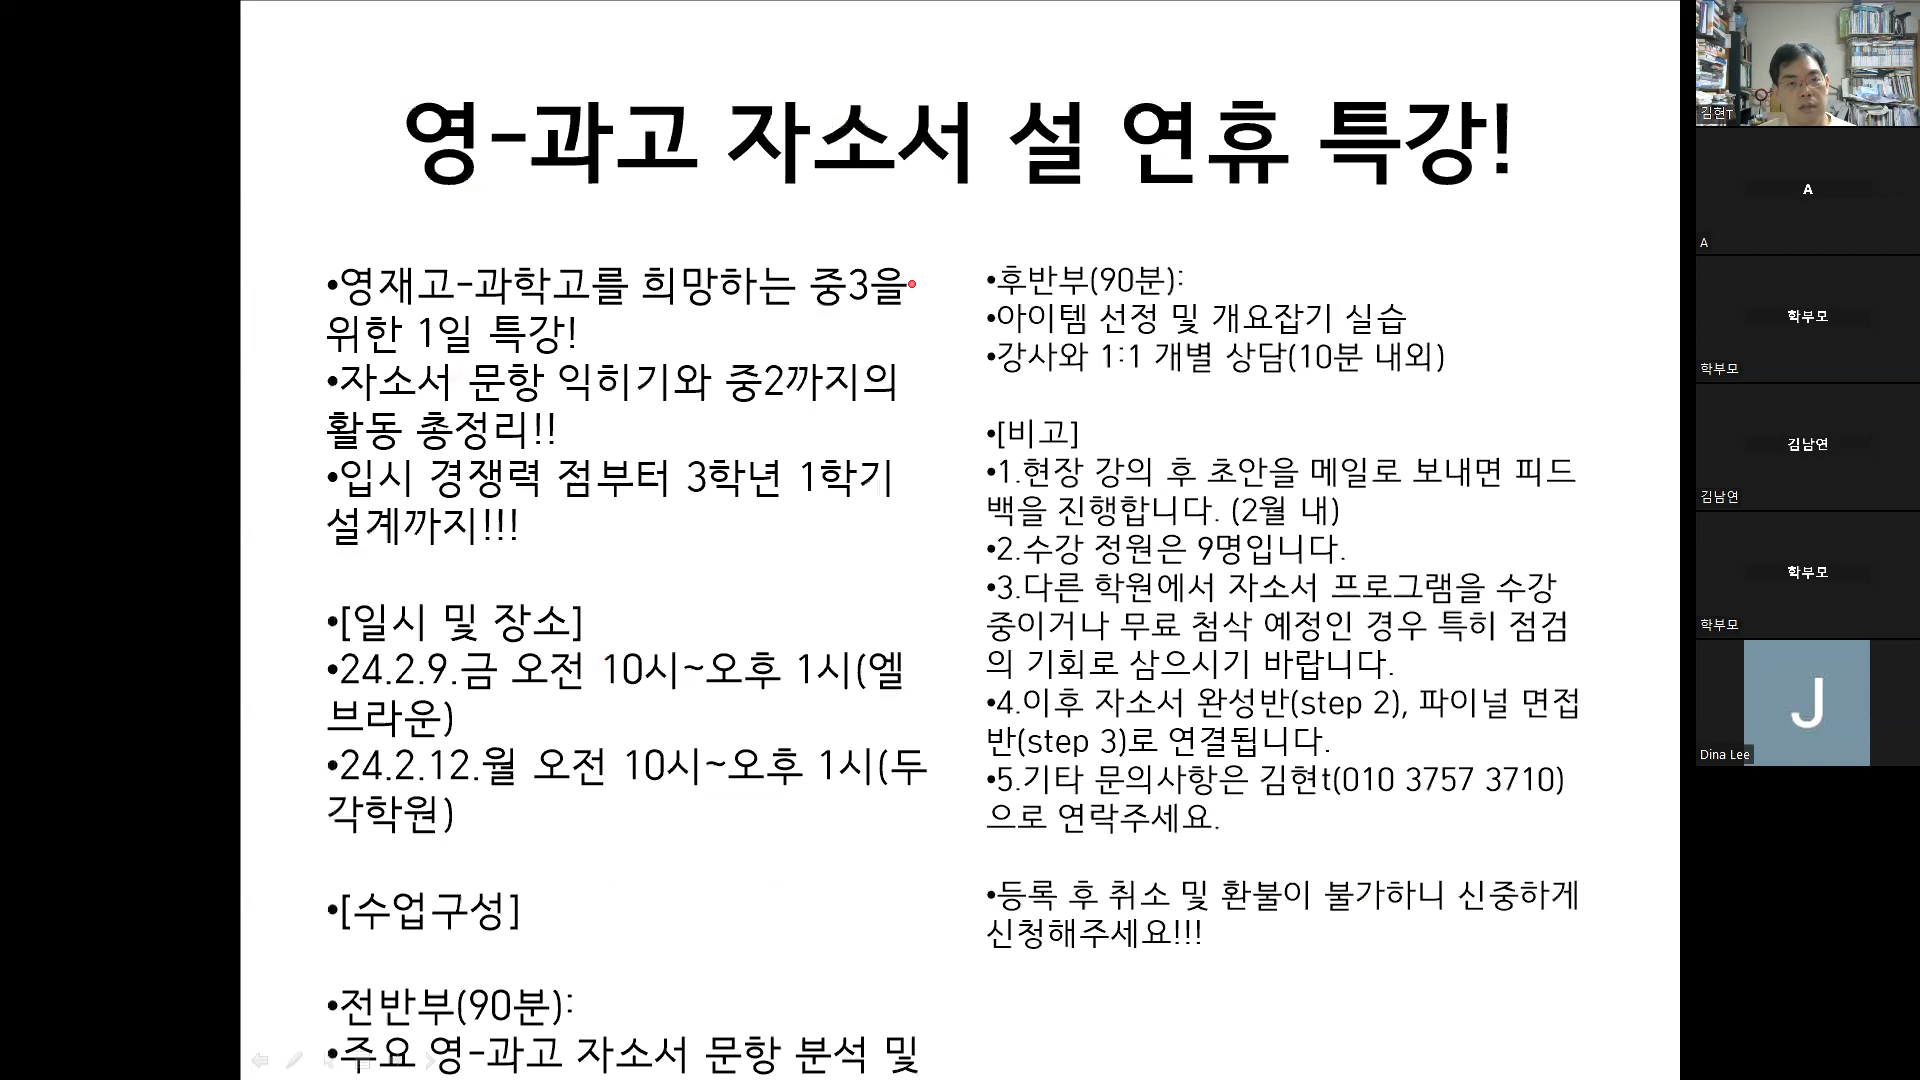 영-과고 자소서 설 연휴 특강!
•영재고-과학고를 희망하는 중3을
위한 1일 특강!
•자소서 문항 익히기와 중2까지의
활동 총정리!!
•입시 경쟁력 점부터 3학년 1학기
설계까지!!!
•[일시 및 장소]
•24.2.9.금 오전 10시~오후 1시(엘
브라운)
•24.2.12.월 오전 10시~오후 1시(두
각학원)
•[수업구성]
•전반부(90분):
•주요 영-과고 자소서 문항 분석 및
•후반부(90분):
•아이템 선정 및 개요잡기 실습
•강사와 1:1 개별 상담(10분 내외)
•[비고]
•1.현장 강의 후 초안을 메일로 보내면 피드
백을 진행합니다. (2월 내)
•2.수강 정원은 9명입니다.
•3.다른 학원에서 자소서 프로그램을 수강
중이거나 무료 첨삭 예정인 경우 특히 점검
의 기회로 삼으시기 바랍니다.
•4.이후 자소서 완성반(step 2), 파이널 면접
반(step 3)로 연결됩니다.
•5.기타 문의사항은 김현t(010 3757 3710)
으로 연락주세요.
•등록 후 취소 및 환불이 불가하니 신중하게
신청해주세요!!!
김현T
A
A
학부모
학부모
김남연
김남연
학부모
학부모
J
Dina Lee